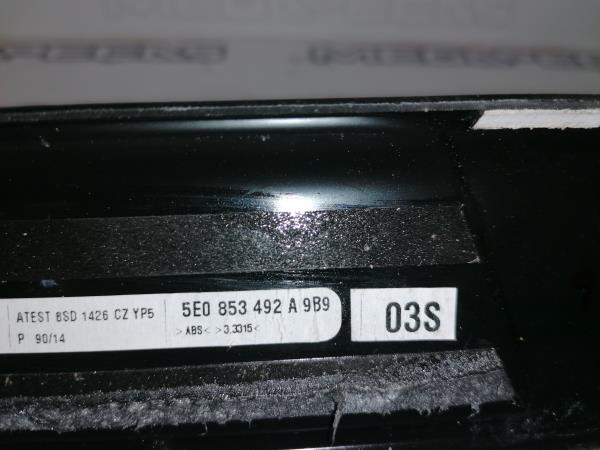 ATEST 8SD 1426 CZ YP5
P 90/14
5E0 853 492 A 9B9
>ABS< >3.3315<
03S